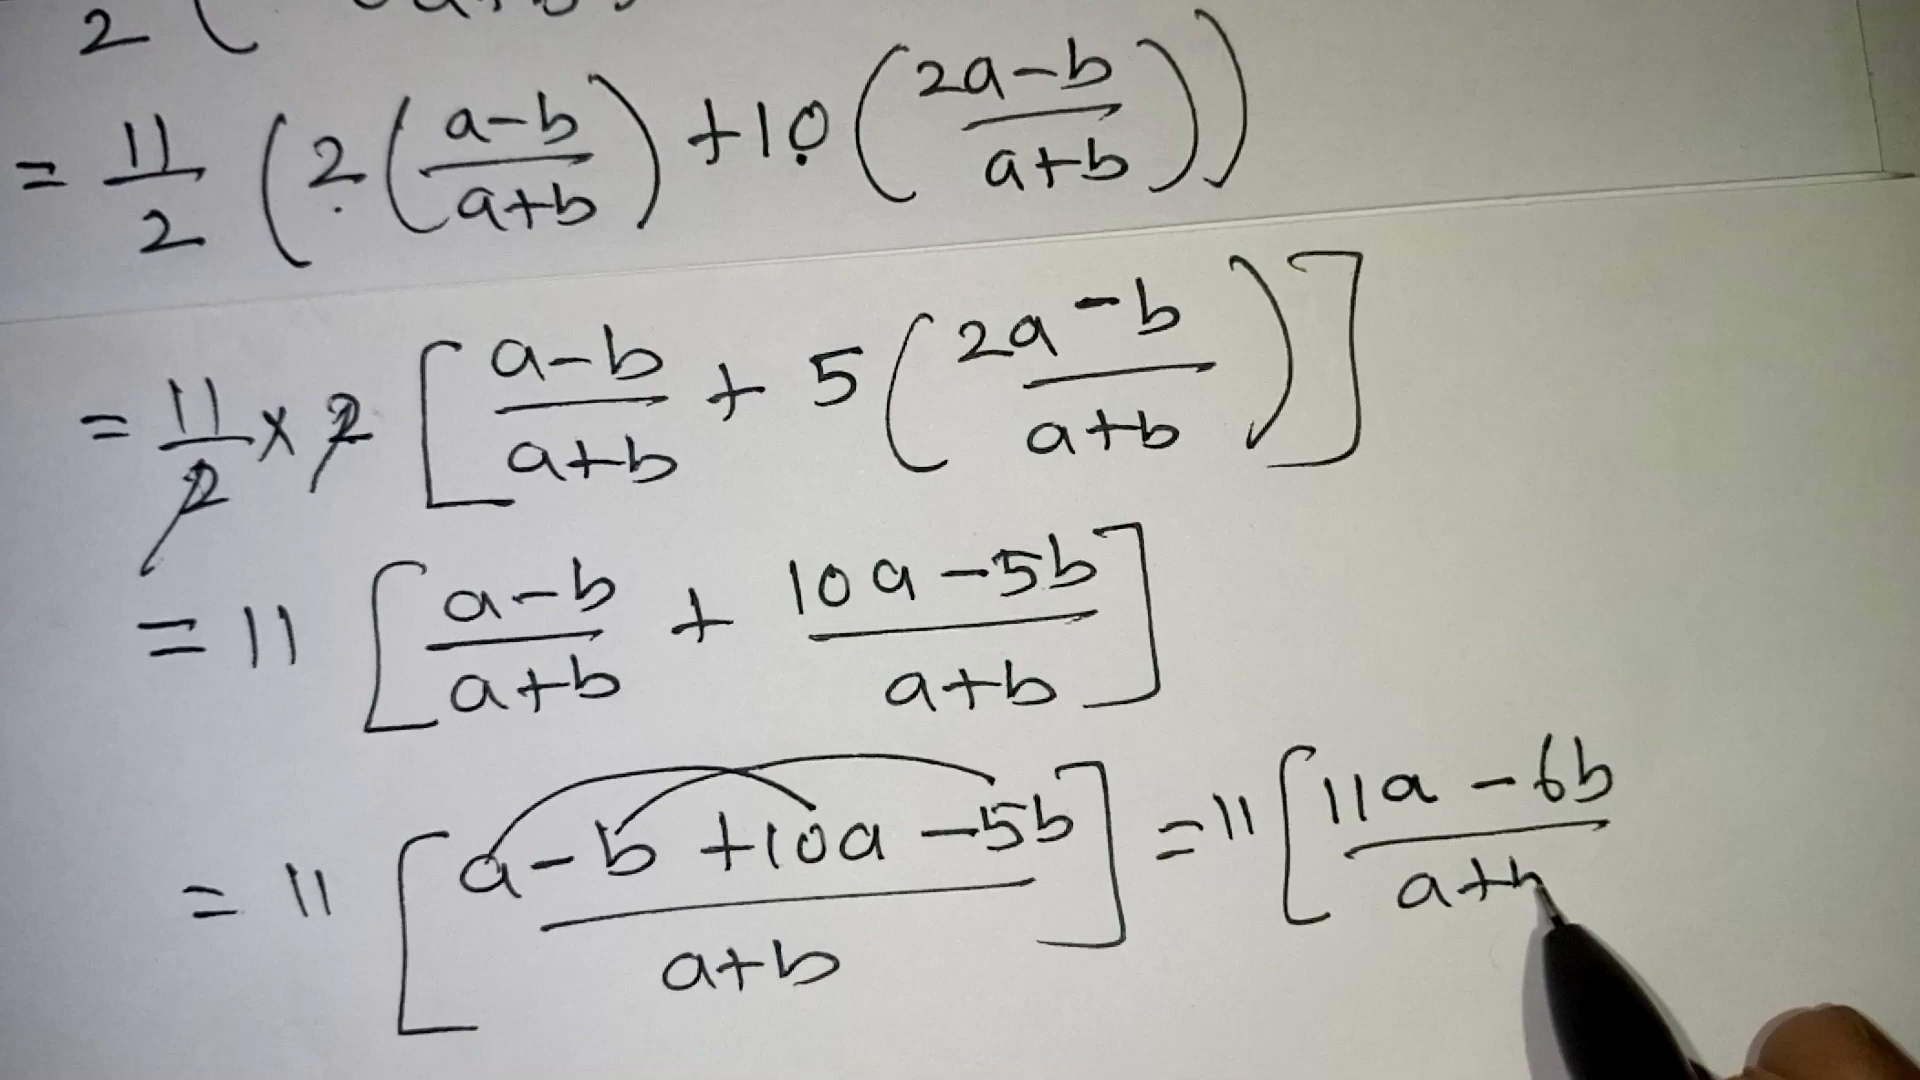 2 (
= 11/2 (2((a-b)/(a+b)) + 10((2a-b)/(a+b)))
= 11/2 × 2 [(a-b)/(a+b) + 5((2a-b)/(a+b))]
= 11 [(a-b)/(a+b) + (10a-5b)/(a+b)]
= 11 [(a-b+10a-5b)/(a+b)] = 11 [(11a-6b)/(a+b)